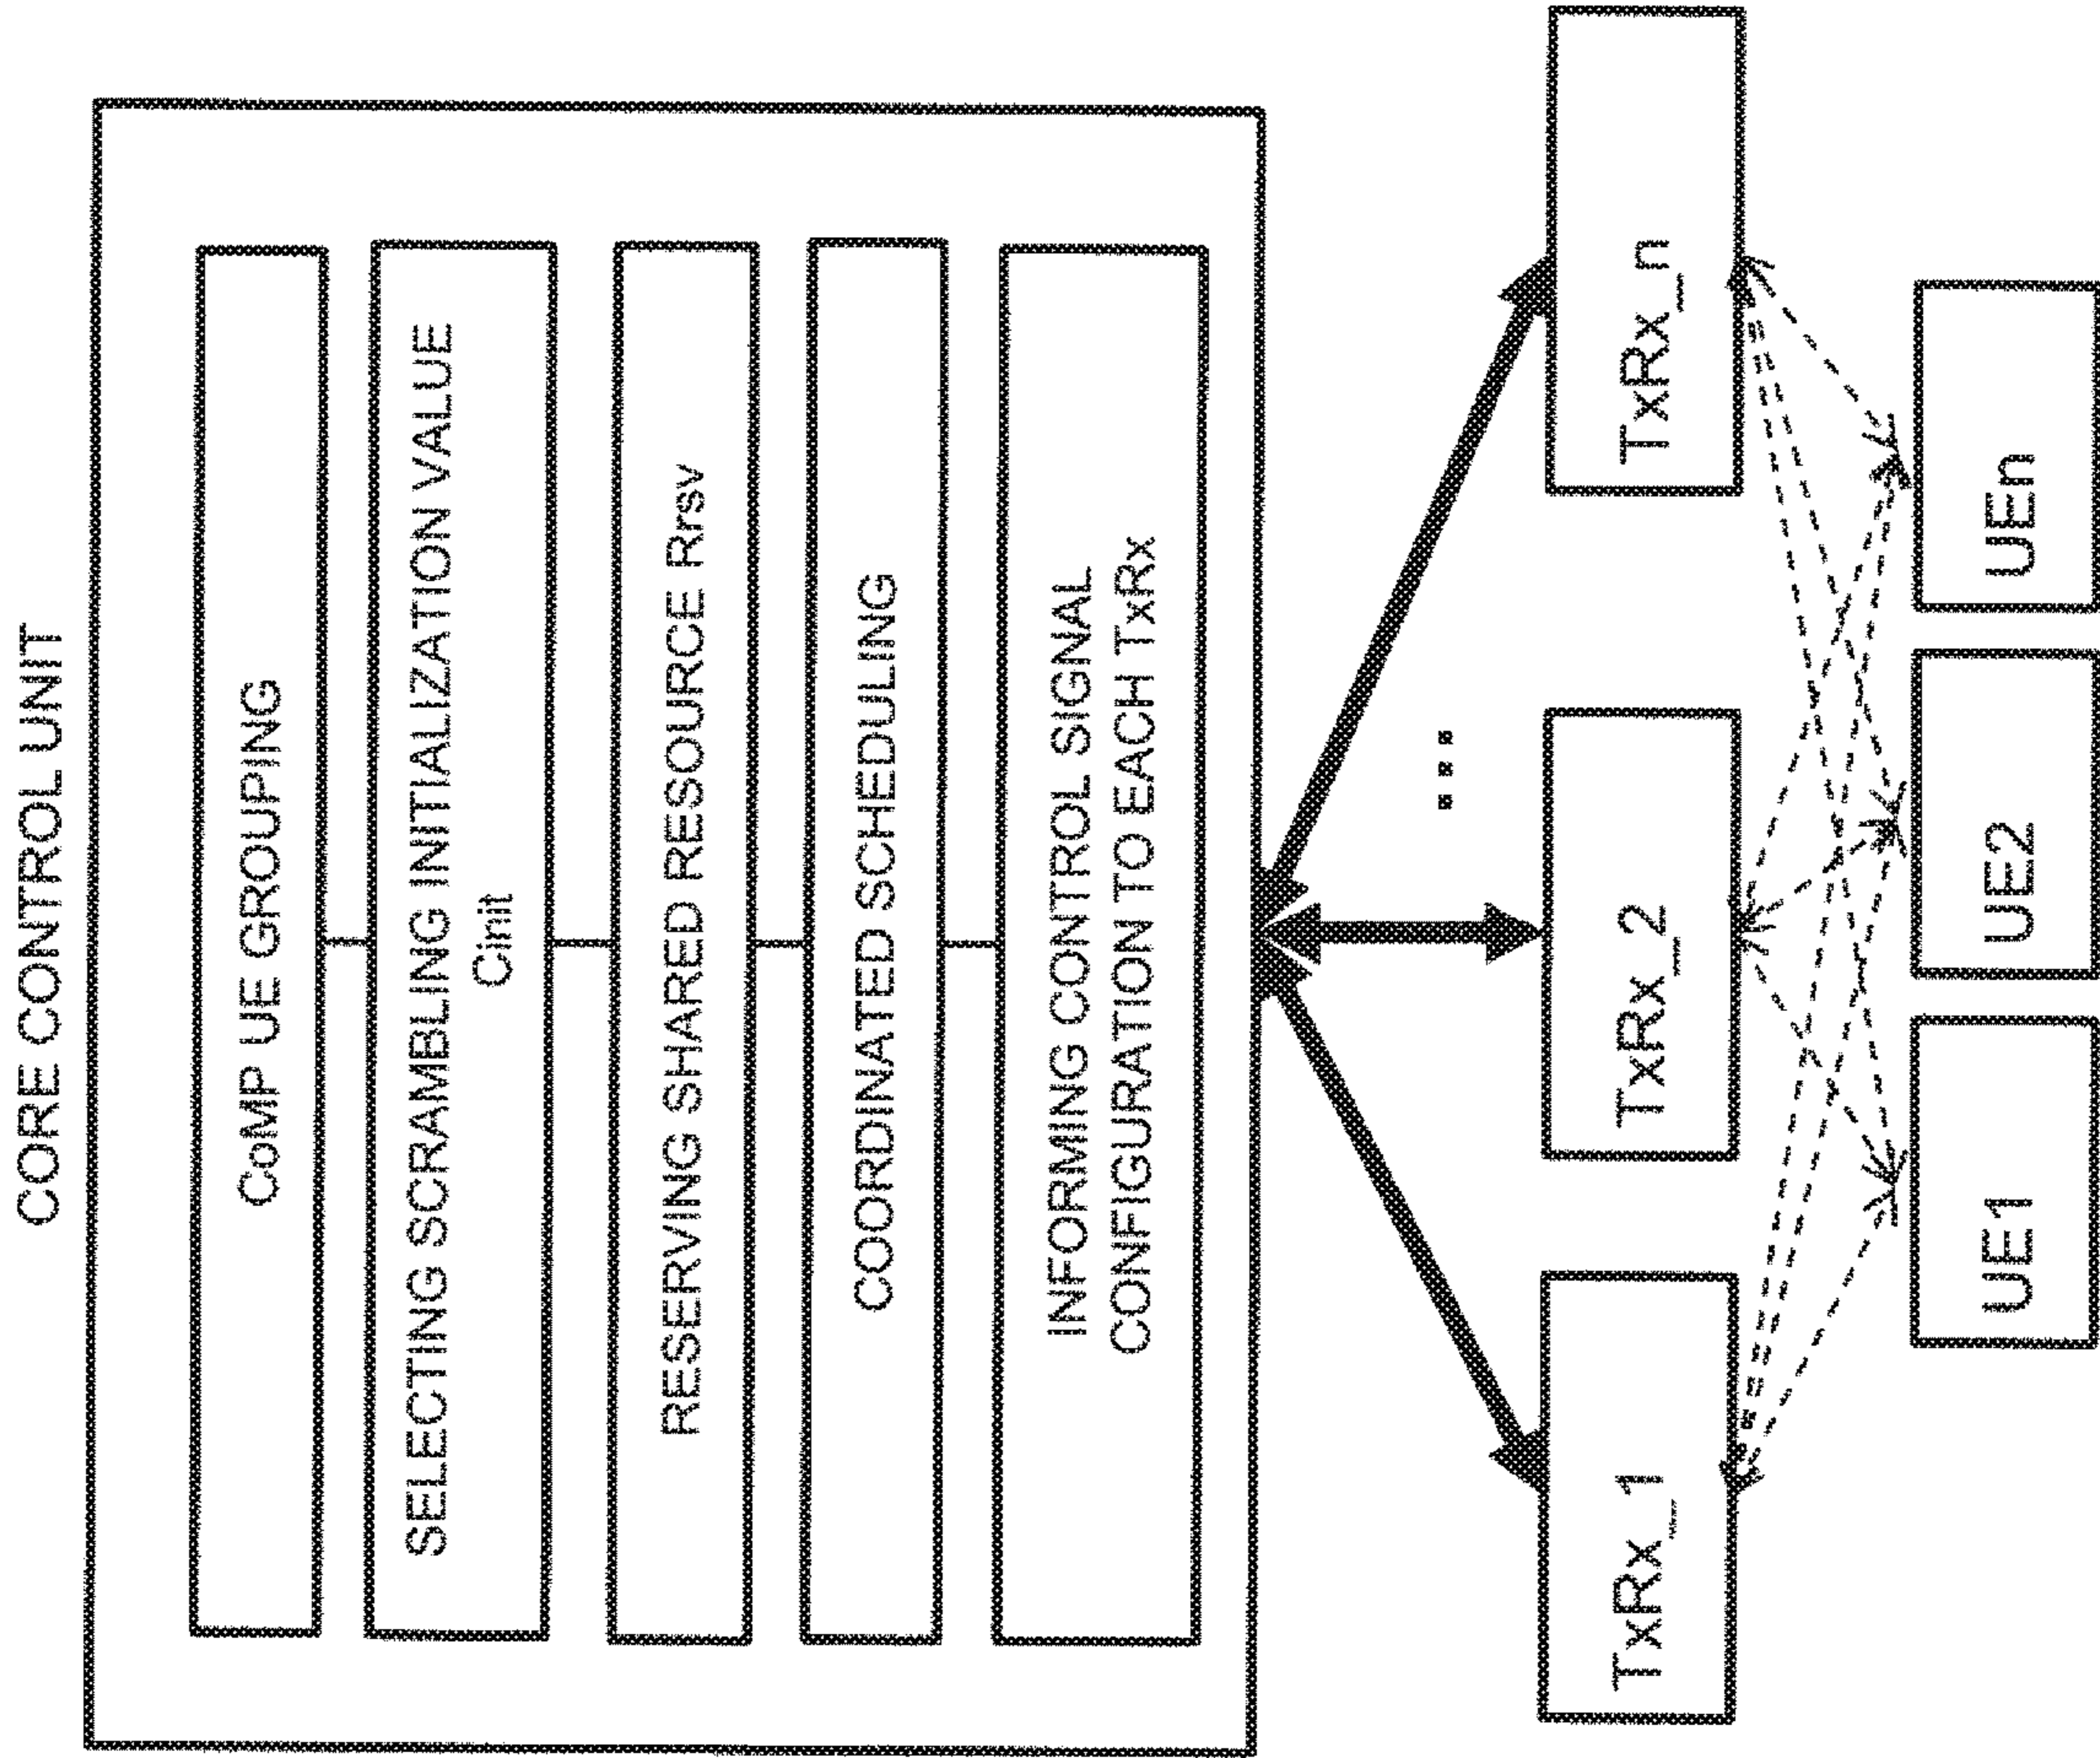 CORE CONTROL UNIT
CoMP UE GROUPING
SELECTING SCRAMBLING INITIALIZATION VALUE
Cinit
RESERVING SHARED RESOURCE Rrsv
COORDINATED SCHEDULING
INFORMING CONTROL SIGNAL
CONFIGURATION TO EACH TxRx
...
TxRx_1
TxRx_2
TxRx_n
UE1
UE2
UEn